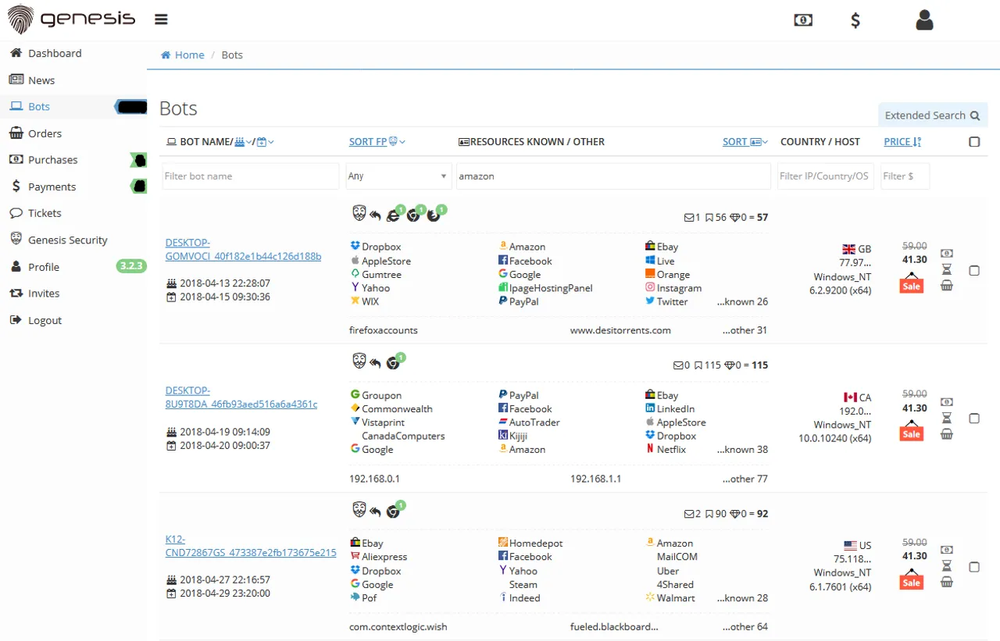 genesis
Dashboard
News
Bots
Orders
Purchases
Payments
Tickets
Genesis Security
Profile 3.2.3
Invites
Logout
Home / Bots
Bots
Extended Search
BOT NAME/ / SORT FP RESOURCES KNOWN / OTHER SORT COUNTRY / HOST PRICE
Filter bot name Any amazon Filter IP/Country/OS Filter $
1 1 1
1 56 0 = 57
DESKTOP-
GOMVOCI_40f182e1b44c126d188b
2018-04-13 22:28:07
2018-04-15 09:30:36
Dropbox Amazon Ebay
AppleStore Facebook Live
Gumtree Google Orange
Yahoo IpageHostingPanel Instagram
WIX PayPal Twitter ...known 26
firefoxaccounts www.desitorrents.com ...other 31
GB
77.97...
Windows_NT
6.2.9200 (x64)
59.00
41.30
Sale
1
0 115 0 = 115
DESKTOP-
8U9T8DA_46fb93aed516a6a4361c
2018-04-19 09:14:09
2018-04-20 09:00:37
Groupon PayPal Ebay
Commonwealth Facebook LinkedIn
Vistaprint AutoTrader AppleStore
CanadaComputers Kijiji Dropbox
Google Amazon Netflix ...known 38
192.168.0.1 192.168.1.1 ...other 77
CA
192.0...
Windows_NT
10.0.10240 (x64)
59.00
41.30
Sale
1
2 90 0 = 92
K12-
CND72867GS_473387e2fb173675e215
2018-04-27 22:16:57
2018-04-29 23:20:00
Ebay Homedepot Amazon
Aliexpress Facebook MailCOM
Dropbox Yahoo Uber
Google Steam 4Shared
Pof Indeed Walmart ...known 28
com.contextlogic.wish fueled.blackboard... ...other 64
US
75.118...
Windows_NT
6.1.7601 (x64)
59.00
41.30
Sale